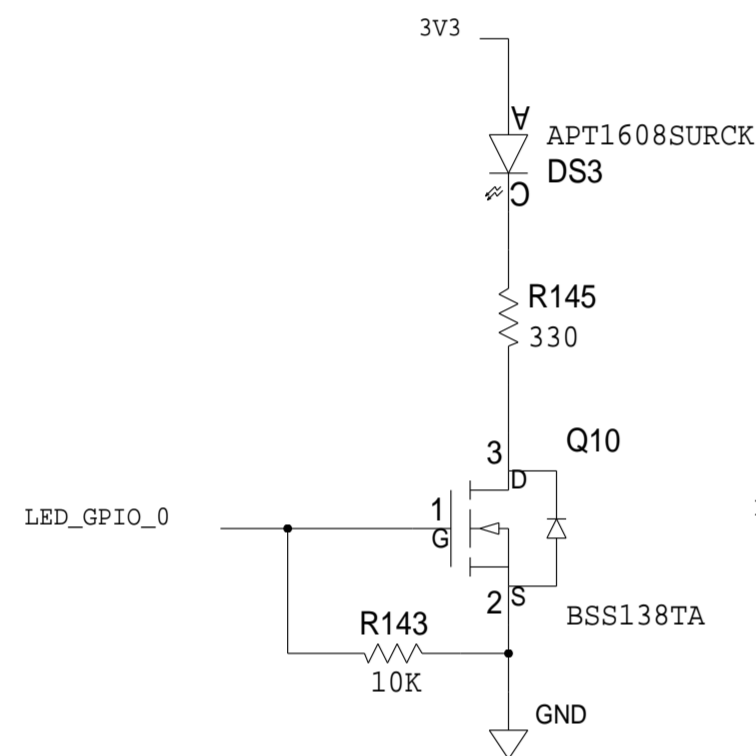 3V3
A
APT1608SURCK
DS3
C
R145
330
Q10
3
D
LED_GPIO_0
1
G
2
S
BSS138TA
R143
10K
GND